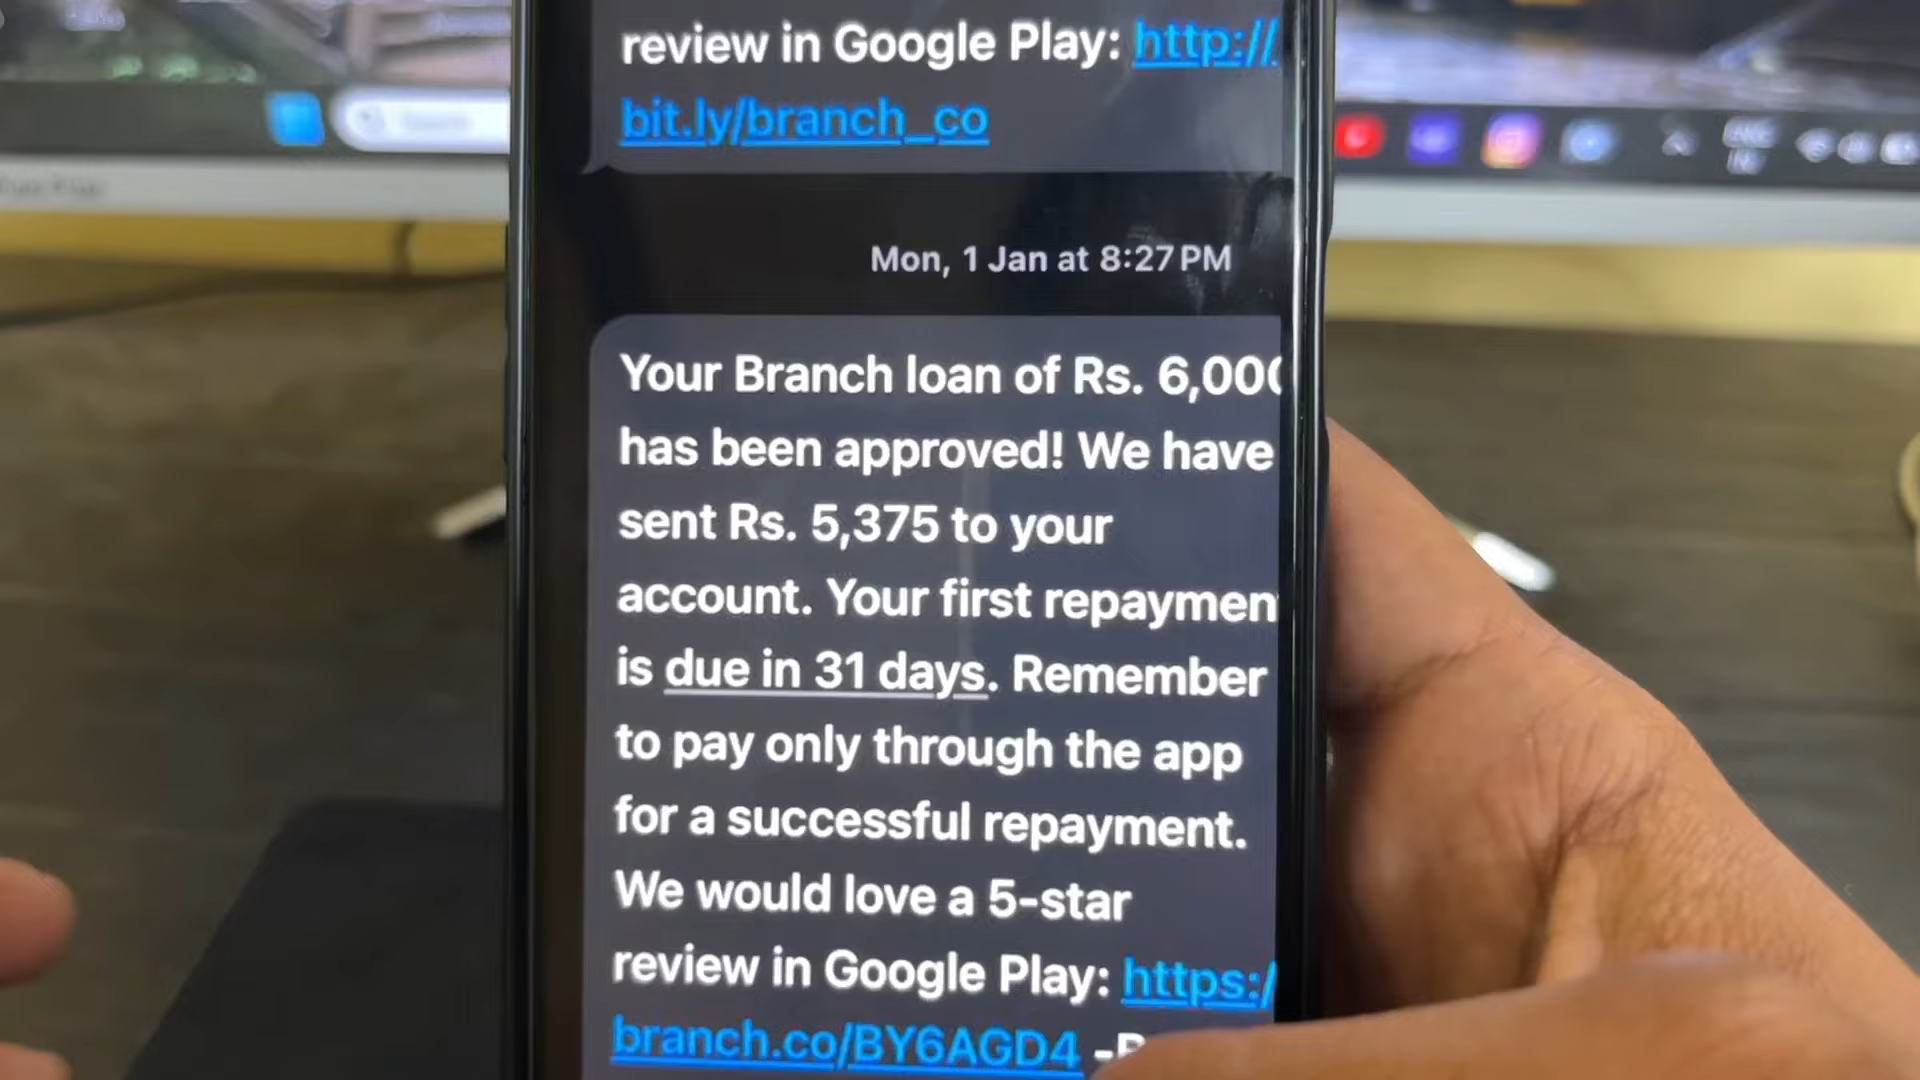 review in Google Play: http://
bit.ly/branch_co
Mon, 1 Jan at 8:27 PM
Your Branch loan of Rs. 6,000
has been approved! We have
sent Rs. 5,375 to your
account. Your first repayment
is due in 31 days. Remember
to pay only through the app
for a successful repayment.
We would love a 5-star
review in Google Play: https:/
branch.co/BY6AGD4